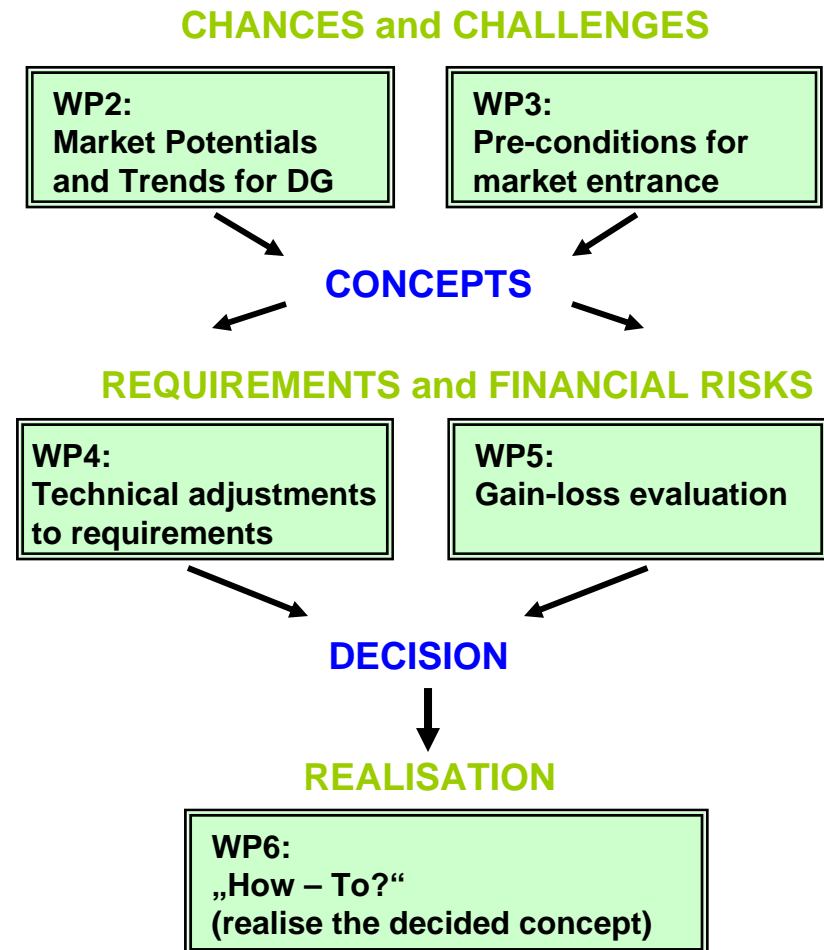 CHANCES and CHALLENGES
WP2:
Market Potentials
and Trends for DG
WP3:
Pre-conditions for
market entrance
CONCEPTS
REQUIREMENTS and FINANCIAL RISKS
WP4:
Technical adjustments
to requirements
WP5:
Gain-loss evaluation
DECISION
REALISATION
WP6:
„How – To?“
(realise the decided concept)